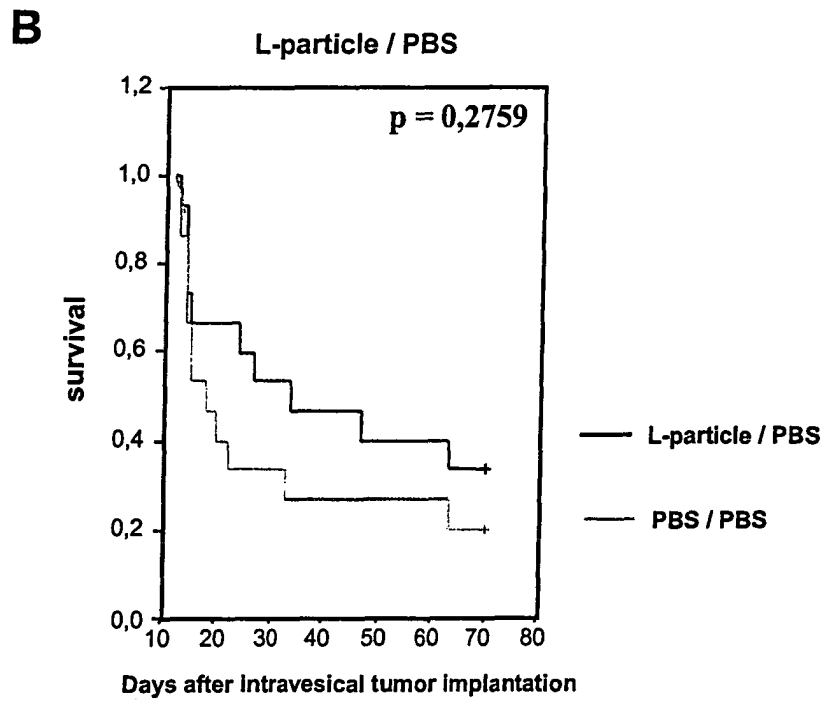 B
L-particle / PBS
p = 0,2759
1,2
1,0
0,8
0,6
0,4
0,2
0,0
survival
10 20 30 40 50 60 70 80
Days after intravesical tumor implantation
L-particle / PBS
PBS / PBS